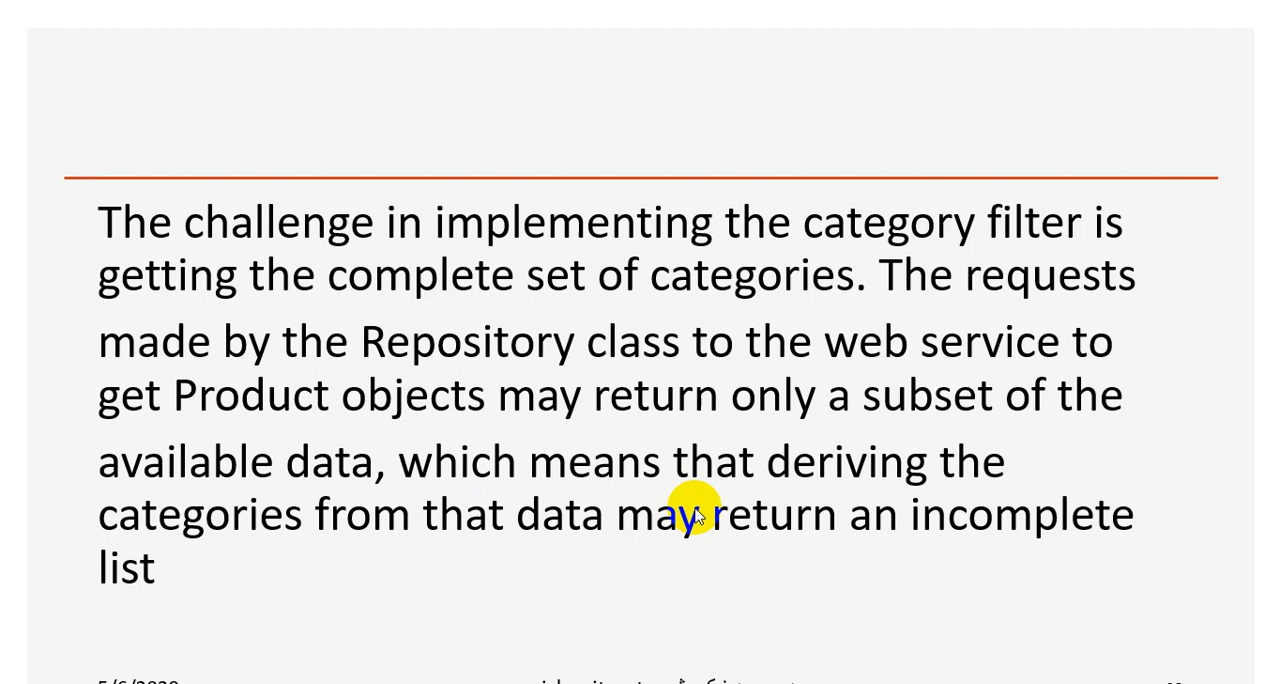 The challenge in implementing the category filter is
getting the complete set of categories. The requests
made by the Repository class to the web service to
get Product objects may return only a subset of the
available data, which means that deriving the
categories from that data may return an incomplete
list